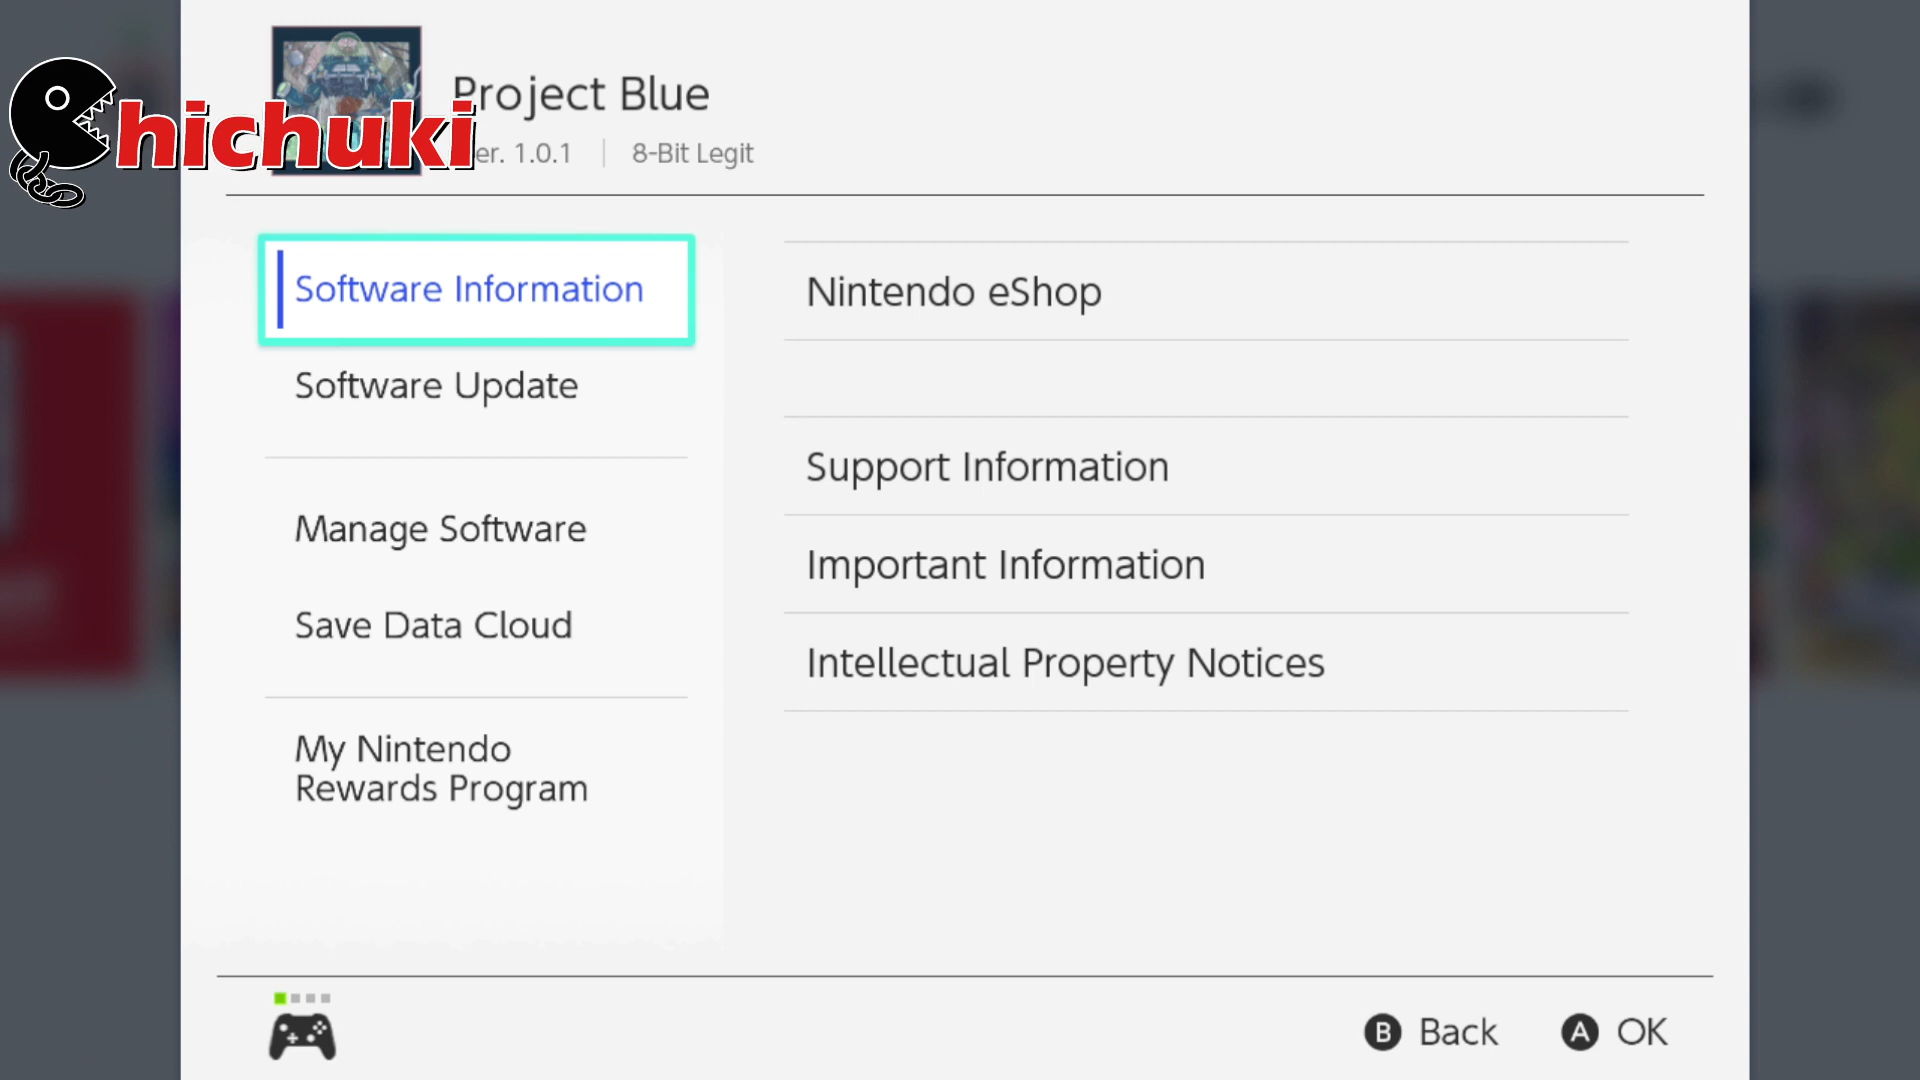 Project Blue
hichuki
er. 1.0.1
8-Bit Legit
Software Information
Software Update
Manage Software
Save Data Cloud
My Nintendo
Rewards Program
Nintendo eShop
Support Information
Important Information
Intellectual Property Notices
B Back
A OK